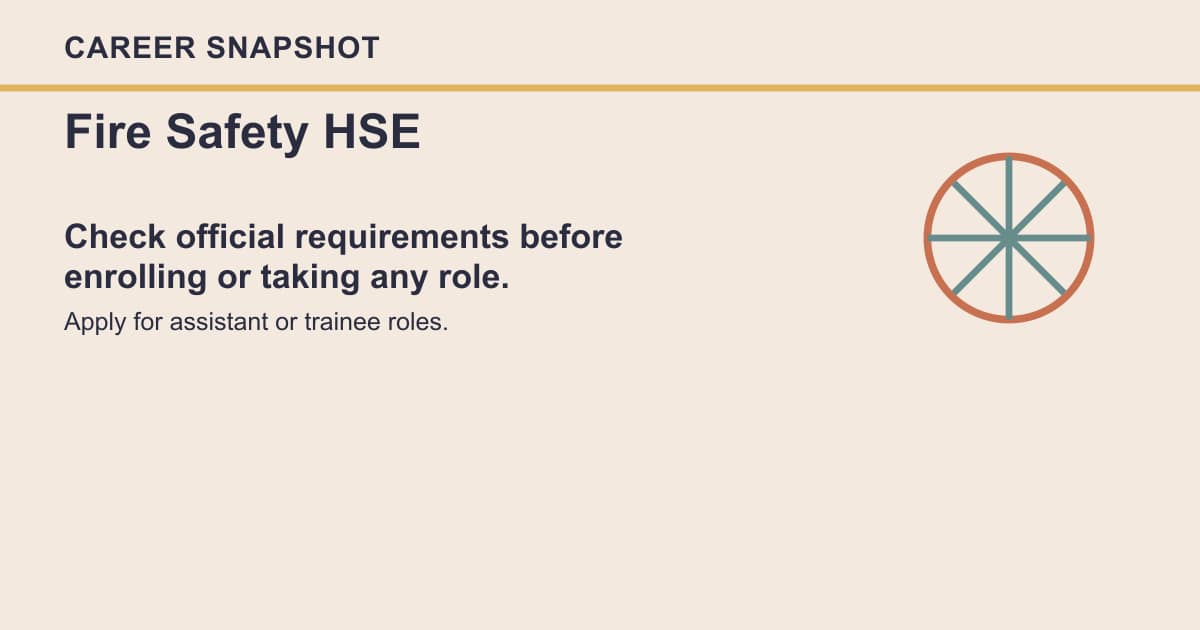 CAREER SNAPSHOT
Fire Safety HSE
Check official requirements before
enrolling or taking any role.
Apply for assistant or trainee roles.